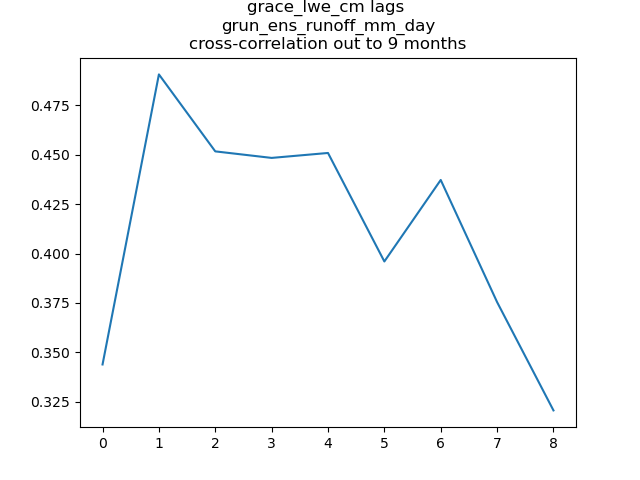 grace_lwe_cm lags
grun_ens_runoff_mm_day
cross-correlation out to 9 months
0.475
0.450
0.425
0.400
0.375
0.350
0.325
0 1 2 3 4 5 6 7 8